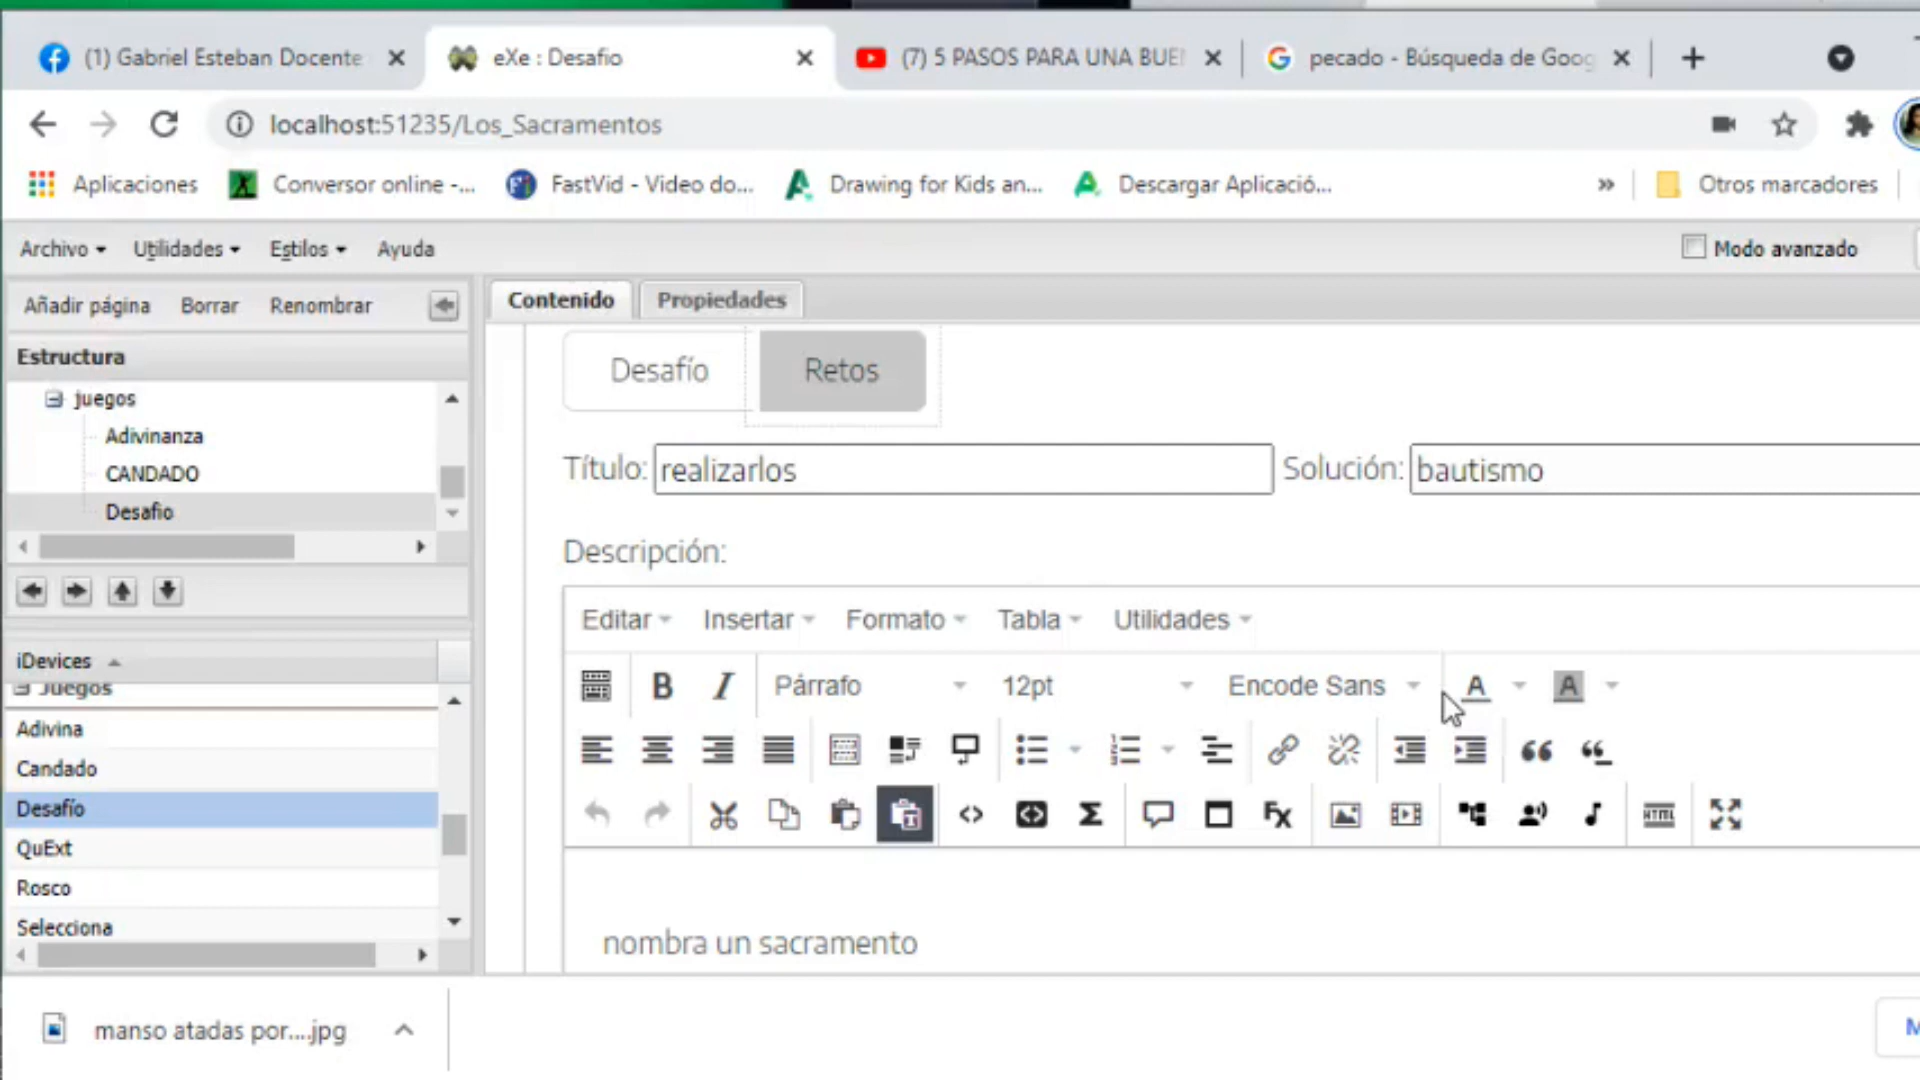 (1) Gabriel Esteban Docente
eXe : Desafio
(7) 5 PASOS PARA UNA BUE
pecado - Búsqueda de Goog
localhost:51235/Los_Sacramentos
Aplicaciones
Conversor online -...
FastVid - Video do...
Drawing for Kids an...
Descargar Aplicació...
»
Otros marcadores
Archivo
Utilidades
Estilos
Ayuda
Modo avanzado
Añadir página
Borrar
Renombrar
Contenido
Propiedades
Estructura
juegos
Adivinanza
CANDADO
Desafio
Desafío
Retos
Título:
realizarlos
Solución:
bautismo
Descripción:
Editar
Insertar
Formato
Tabla
Utilidades
B I
Párrafo
12pt
Encode Sans
A
A
iDevices
Juegos
Adivina
Candado
Desafío
QuExt
Rosco
Selecciona
HTML
nombra un sacramento
manso atadas por....jpg